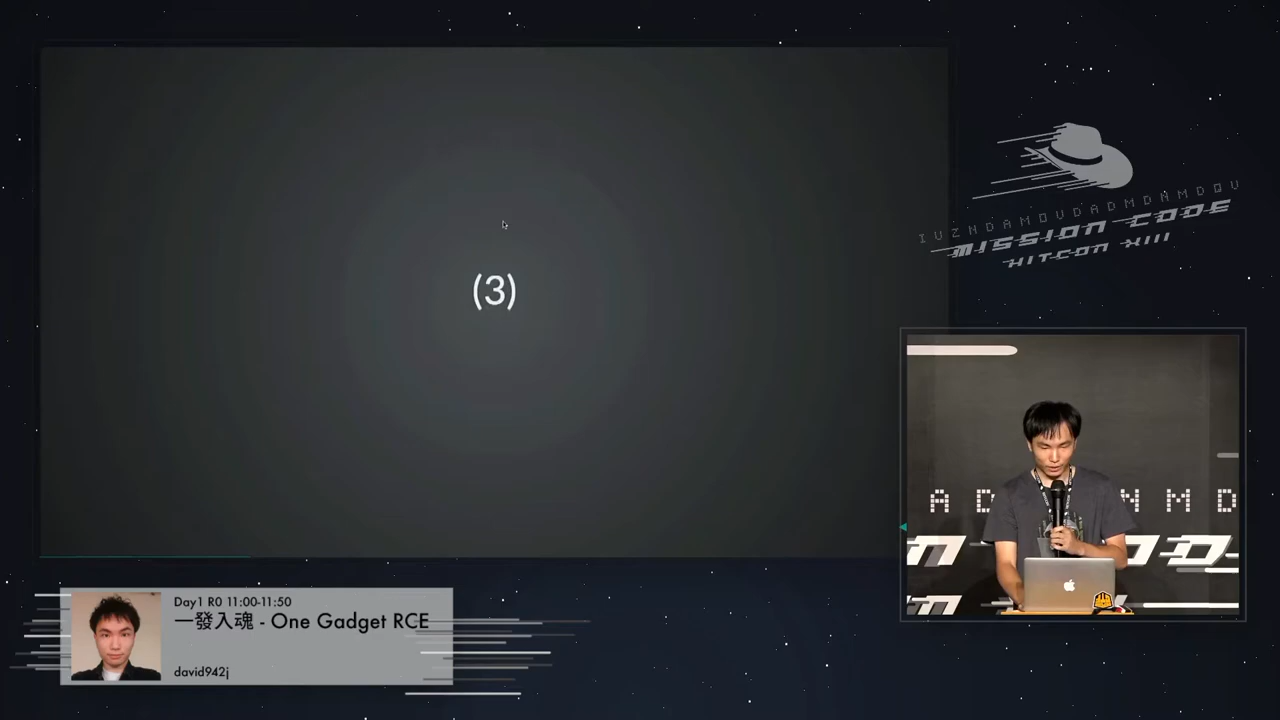 (3)
IVZNDAMOVDADMDNMDQV
MISSION CODE
HITCON XIII
A D N M D
Day1 R0 11:00-11:50
一發入魂 - One Gadget RCE
david942j